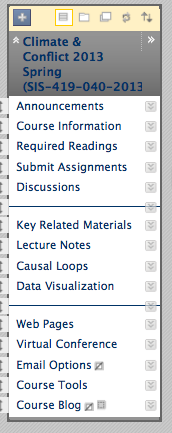 Climate &
Conflict 2013
Spring
(SIS-419-040-2013
Announcements
Course Information
Required Readings
Submit Assignments
Discussions
Key Related Materials
Lecture Notes
Causal Loops
Data Visualization
Web Pages
Virtual Conference
Email Options
Course Tools
Course Blog